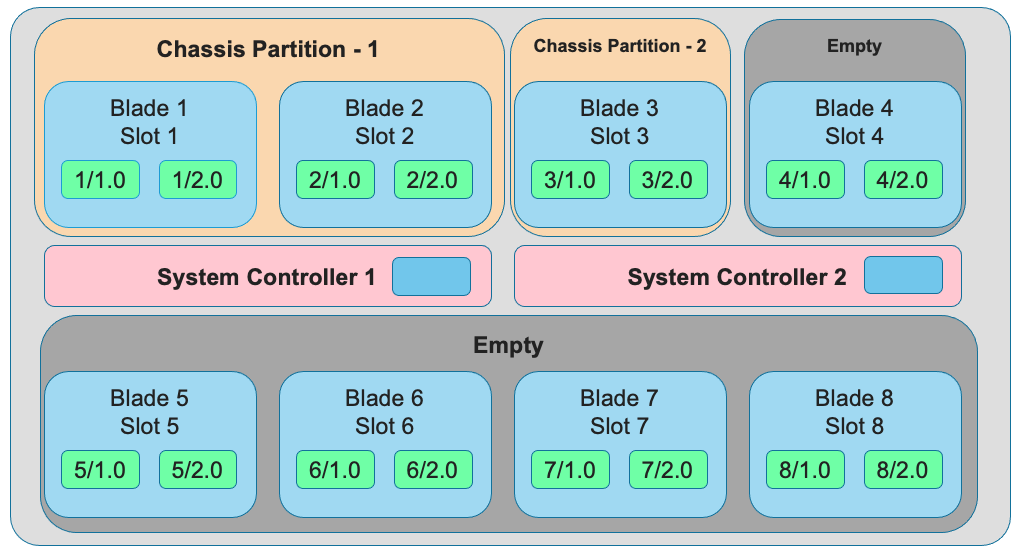 Chassis Partition - 1
Chassis Partition - 2
Empty
Blade 1
Slot 1
1/1.0
1/2.0
Blade 2
Slot 2
2/1.0
2/2.0
Blade 3
Slot 3
3/1.0
3/2.0
Blade 4
Slot 4
4/1.0
4/2.0
System Controller 1
System Controller 2
Empty
Blade 5
Slot 5
5/1.0
5/2.0
Blade 6
Slot 6
6/1.0
6/2.0
Blade 7
Slot 7
7/1.0
7/2.0
Blade 8
Slot 8
8/1.0
8/2.0